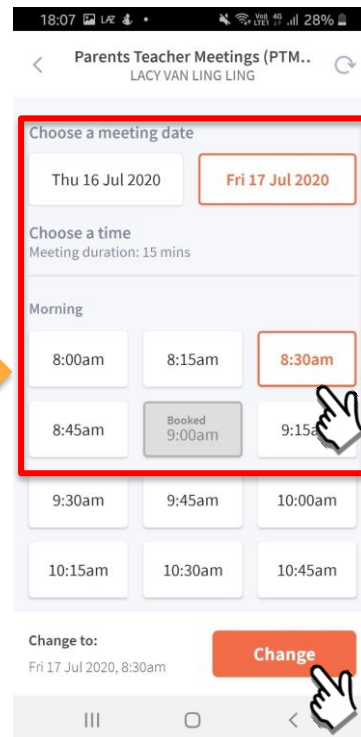 18:07 28%
Parents Teacher Meetings (PTM..
LACY VAN LING LING
Choose a meeting date
Thu 16 Jul 2020 Fri 17 Jul 2020
Choose a time
Meeting duration: 15 mins
Morning
8:00am 8:15am 8:30am
Booked
8:45am 9:00am 9:15a
9:30am 9:45am 10:00am
10:15am 10:30am 10:45am
Change to:
Fri 17 Jul 2020, 8:30am
Change